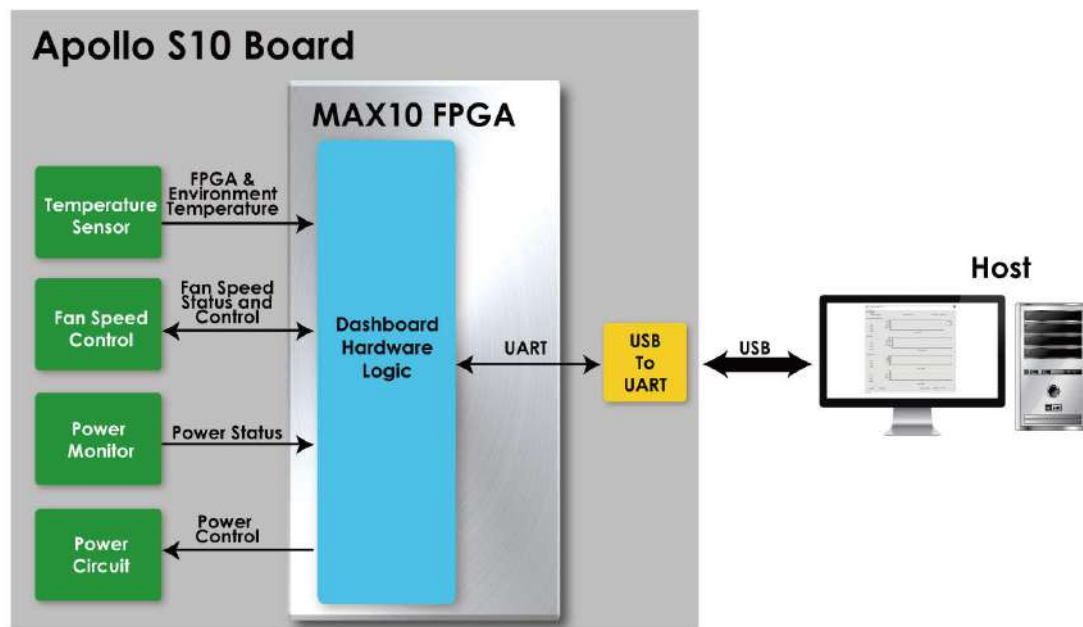 Apollo S10 Board
MAX10 FPGA
Temperature
Sensor
FPGA &
Environment
Temperature
Fan Speed
Control
Fan Speed
Status and
Control
Power
Monitor
Power Status
Power
Circuit
Power
Control
Dashboard
Hardware
Logic
UART
USB
To
UART
USB
Host